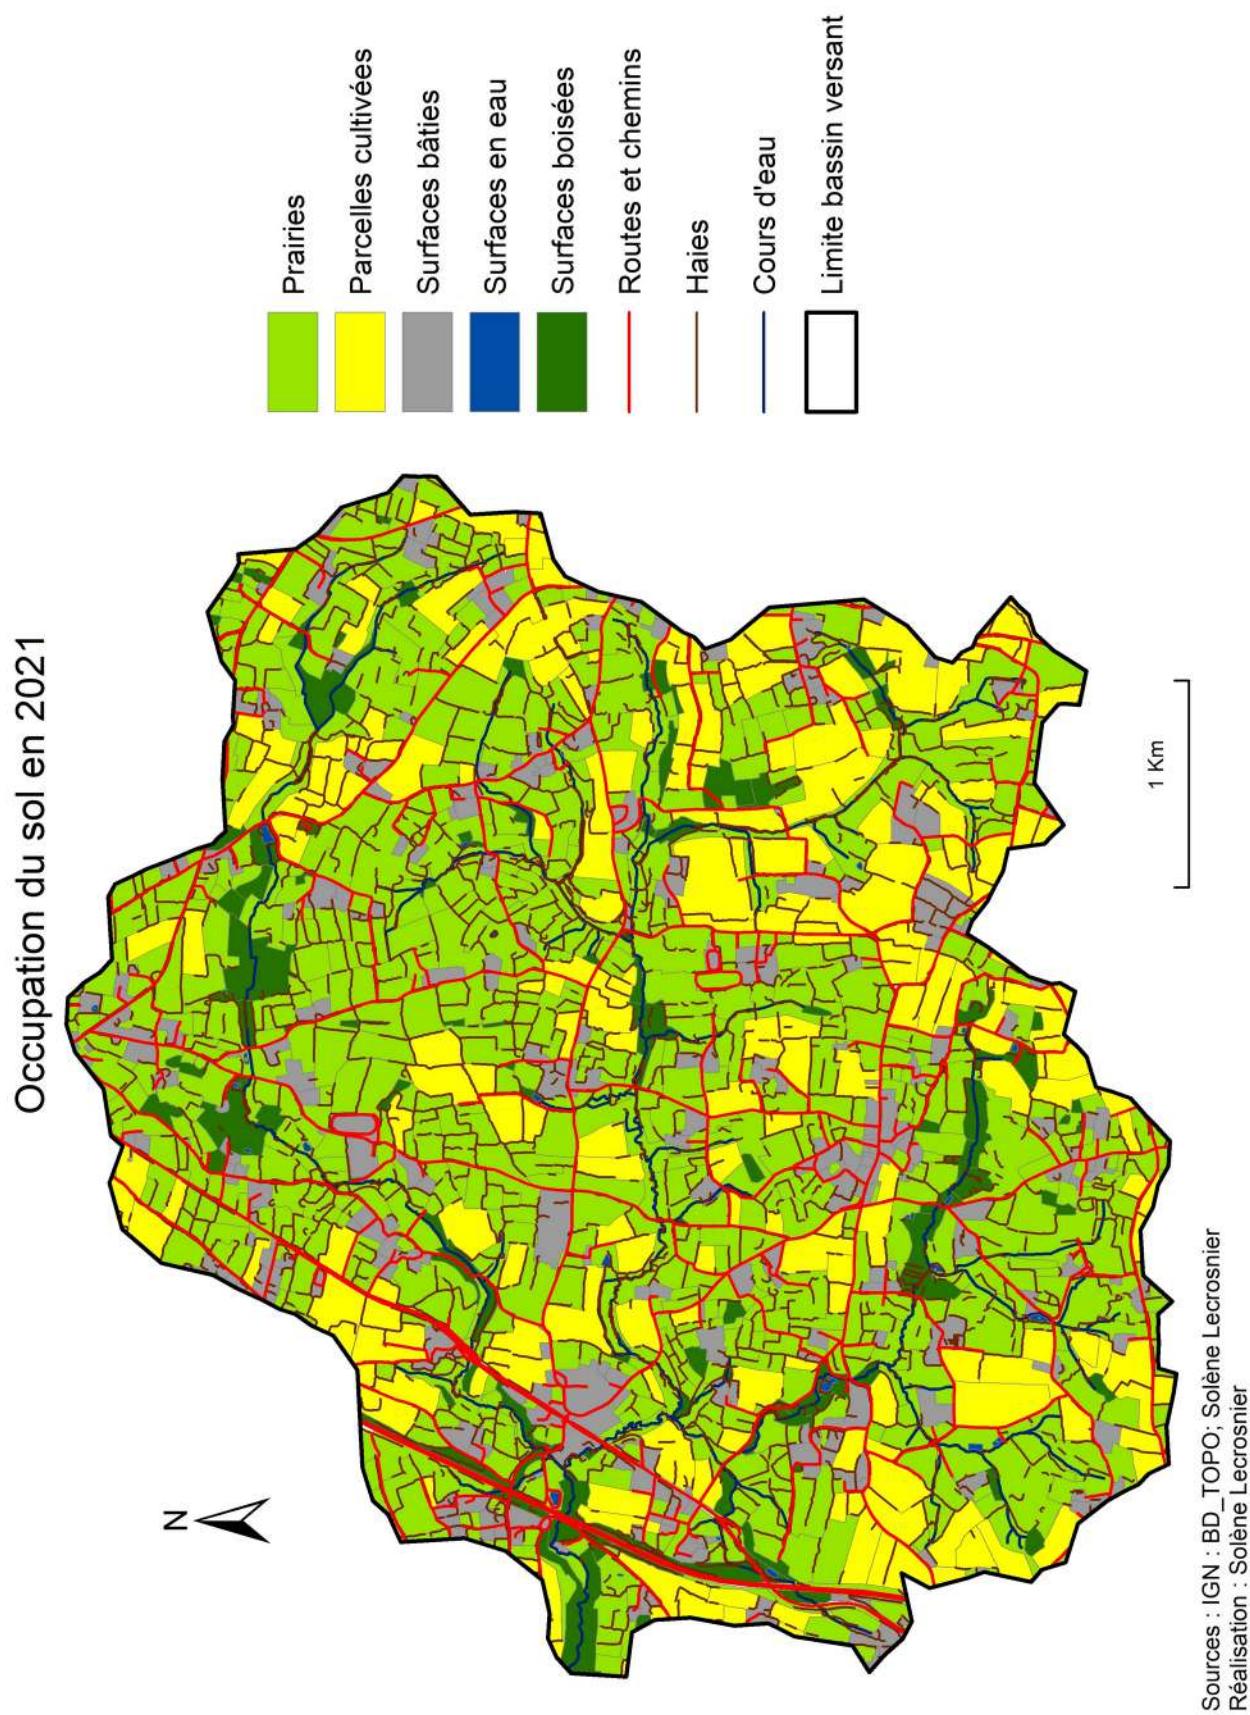 Occupation du sol en 2021
N
Prairies
Parcelles cultivées
Surfaces bâties
Surfaces en eau
Surfaces boisées
Routes et chemins
Haies
Cours d'eau
Limite bassin versant
1 Km
Sources : IGN : BD_TOPO; Solène Lecrosnier
Réalisation : Solène Lecrosnier